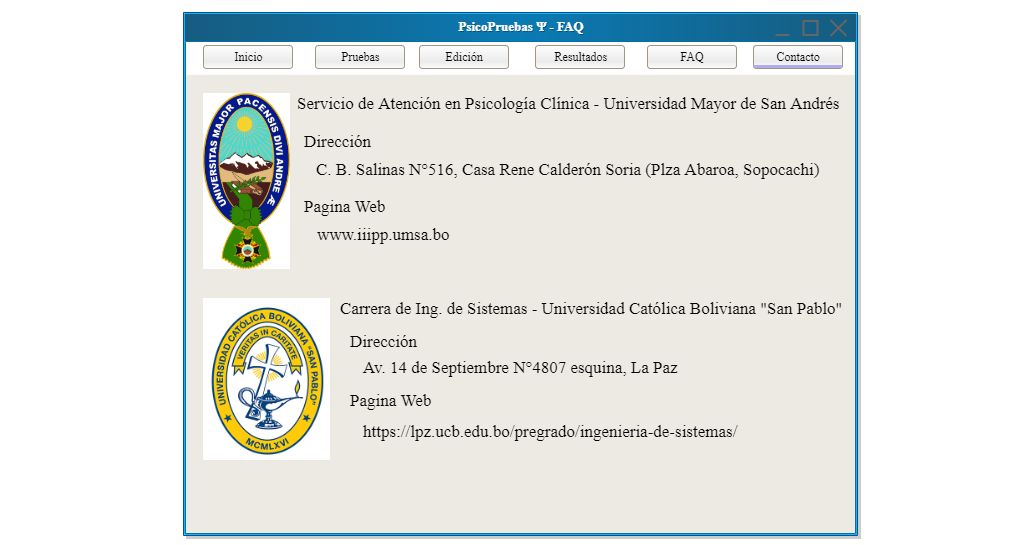 PsicoPruebas Ψ - FAQ
Inicio
Pruebas
Edición
Resultados
FAQ
Contacto
UNIVERSITAS MAJOR PACENSIS DIVI ANDRE Æ
Servicio de Atención en Psicología Clínica - Universidad Mayor de San Andrés
Dirección
C. B. Salinas N°516, Casa Rene Calderón Soria (Plza Abaroa, Sopocachi)
Pagina Web
www.iiipp.umsa.bo
UNIVERSIDAD CATÓLICA BOLIVIANA "SAN PABLO"
VERITAS IN CARITATE
MCMLXVI
Carrera de Ing. de Sistemas - Universidad Católica Boliviana "San Pablo"
Dirección
Av. 14 de Septiembre N°4807 esquina, La Paz
Pagina Web
https://lpz.ucb.edu.bo/pregrado/ingenieria-de-sistemas/